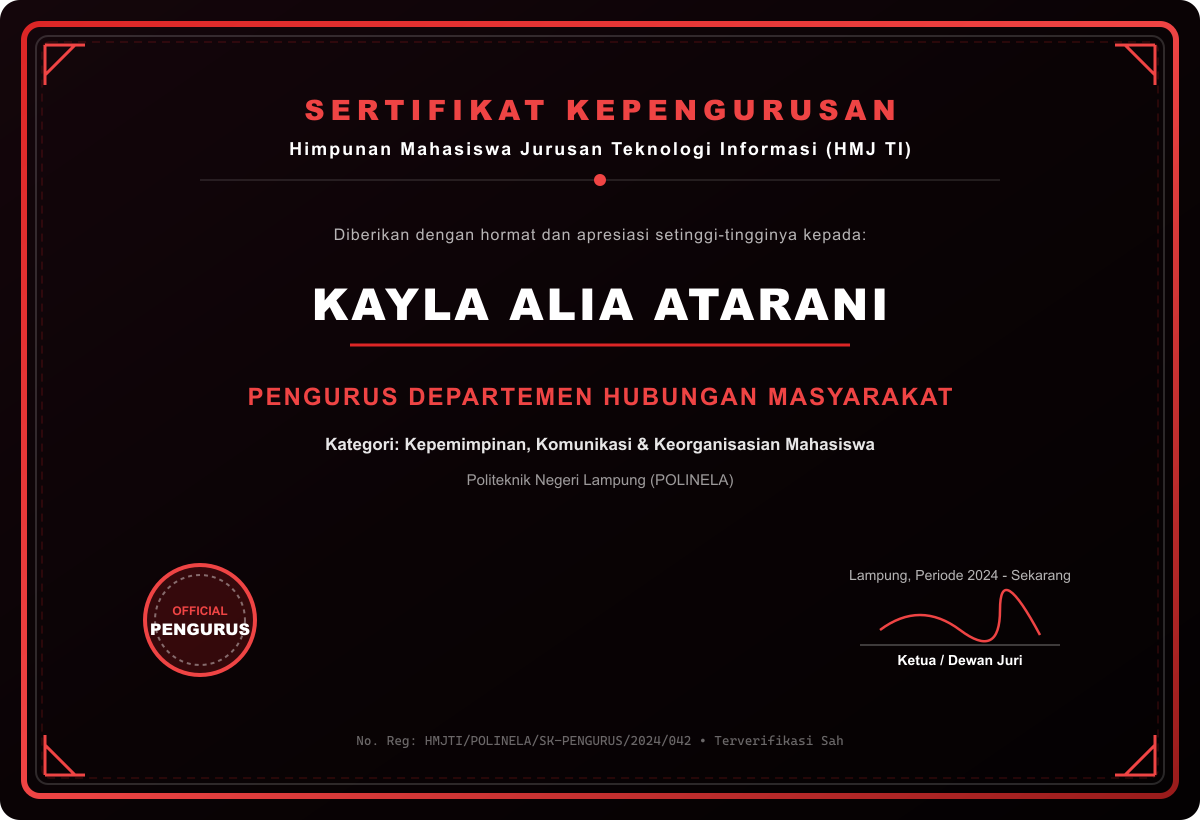 SERTIFIKAT KEPENGURUSAN
Himpunan Mahasiswa Jurusan Teknologi Informasi (HMJ TI)
Diberikan dengan hormat dan apresiasi setinggi-tingginya kepada:
KAYLA ALIA ATARANI
PENGURUS DEPARTEMEN HUBUNGAN MASYARAKAT
Kategori: Kepemimpinan, Komunikasi & Keorganisasian Mahasiswa
Politeknik Negeri Lampung (POLINELA)
OFFICIAL
PENGURUS
Lampung, Periode 2024 - Sekarang
Ketua / Dewan Juri
No. Reg: HMJTI/POLINELA/SK-PENGURUS/2024/042 • Terverifikasi Sah